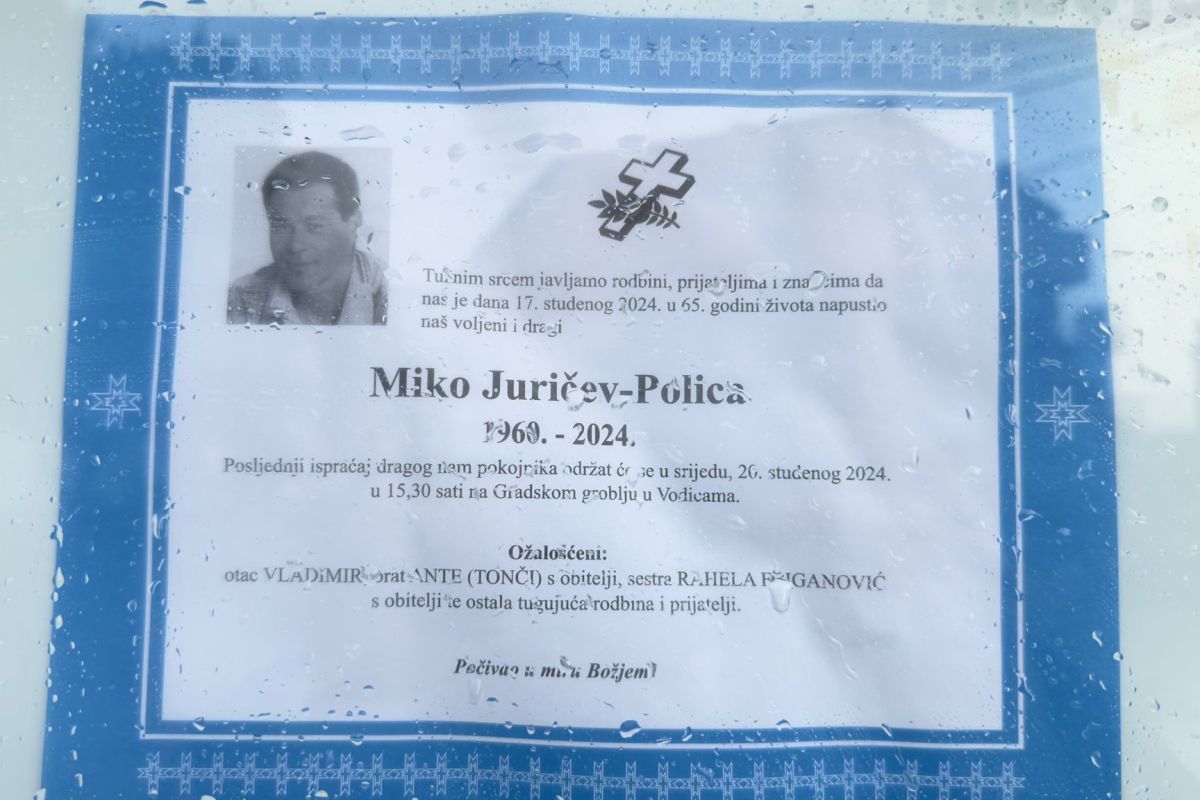 Tužnim srcem javljamo rodbini, prijateljima i znancima da
nas je dana 17. studenog 2024. u 65. godini života napustio
naš voljeni i dragi
Miko Juričev-Polica
1960. - 2024.
Posljednji ispraćaj dragog nam pokojnika održat će se u srijedu, 20. studenog 2024.
u 15,30 sati na Gradskom groblju u Vodicama.
Ožalošćeni:
otac VLADIMIR, brat ANTE (TONČI) s obitelji, sestra RAHELA
s obitelji te ostala tugujuća rodbina i prijatelji.
Počivao u miru Božjem!